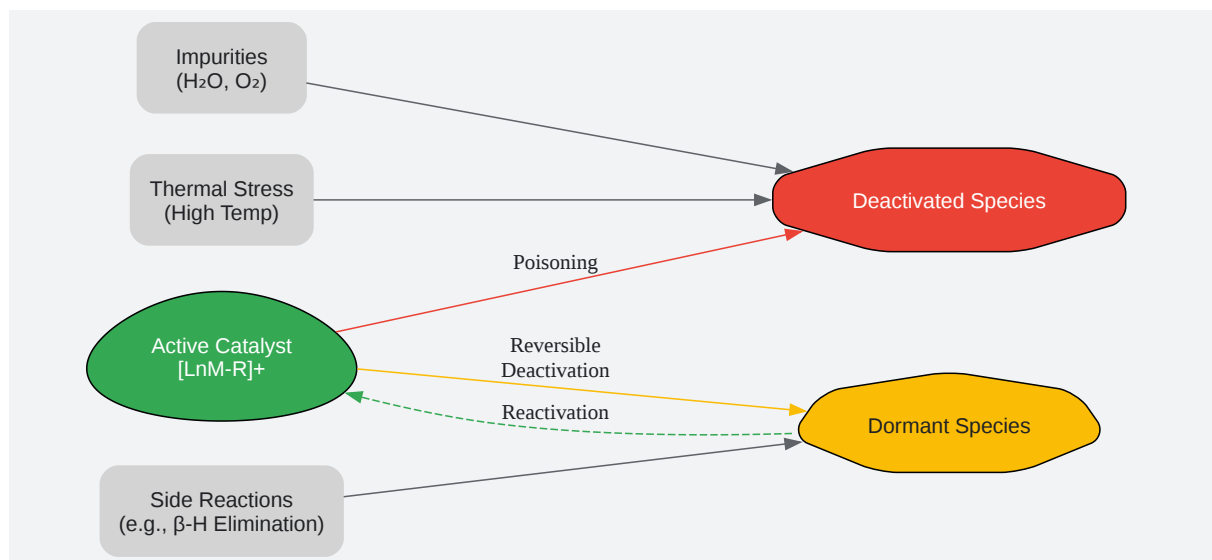 Impurities
(H₂O, O₂)
Thermal Stress
(High Temp)
Deactivated Species
Poisoning
Active Catalyst
[LnM-R]+
Reversible
Deactivation
Reactivation
Dormant Species
Side Reactions
(e.g., β-H Elimination)